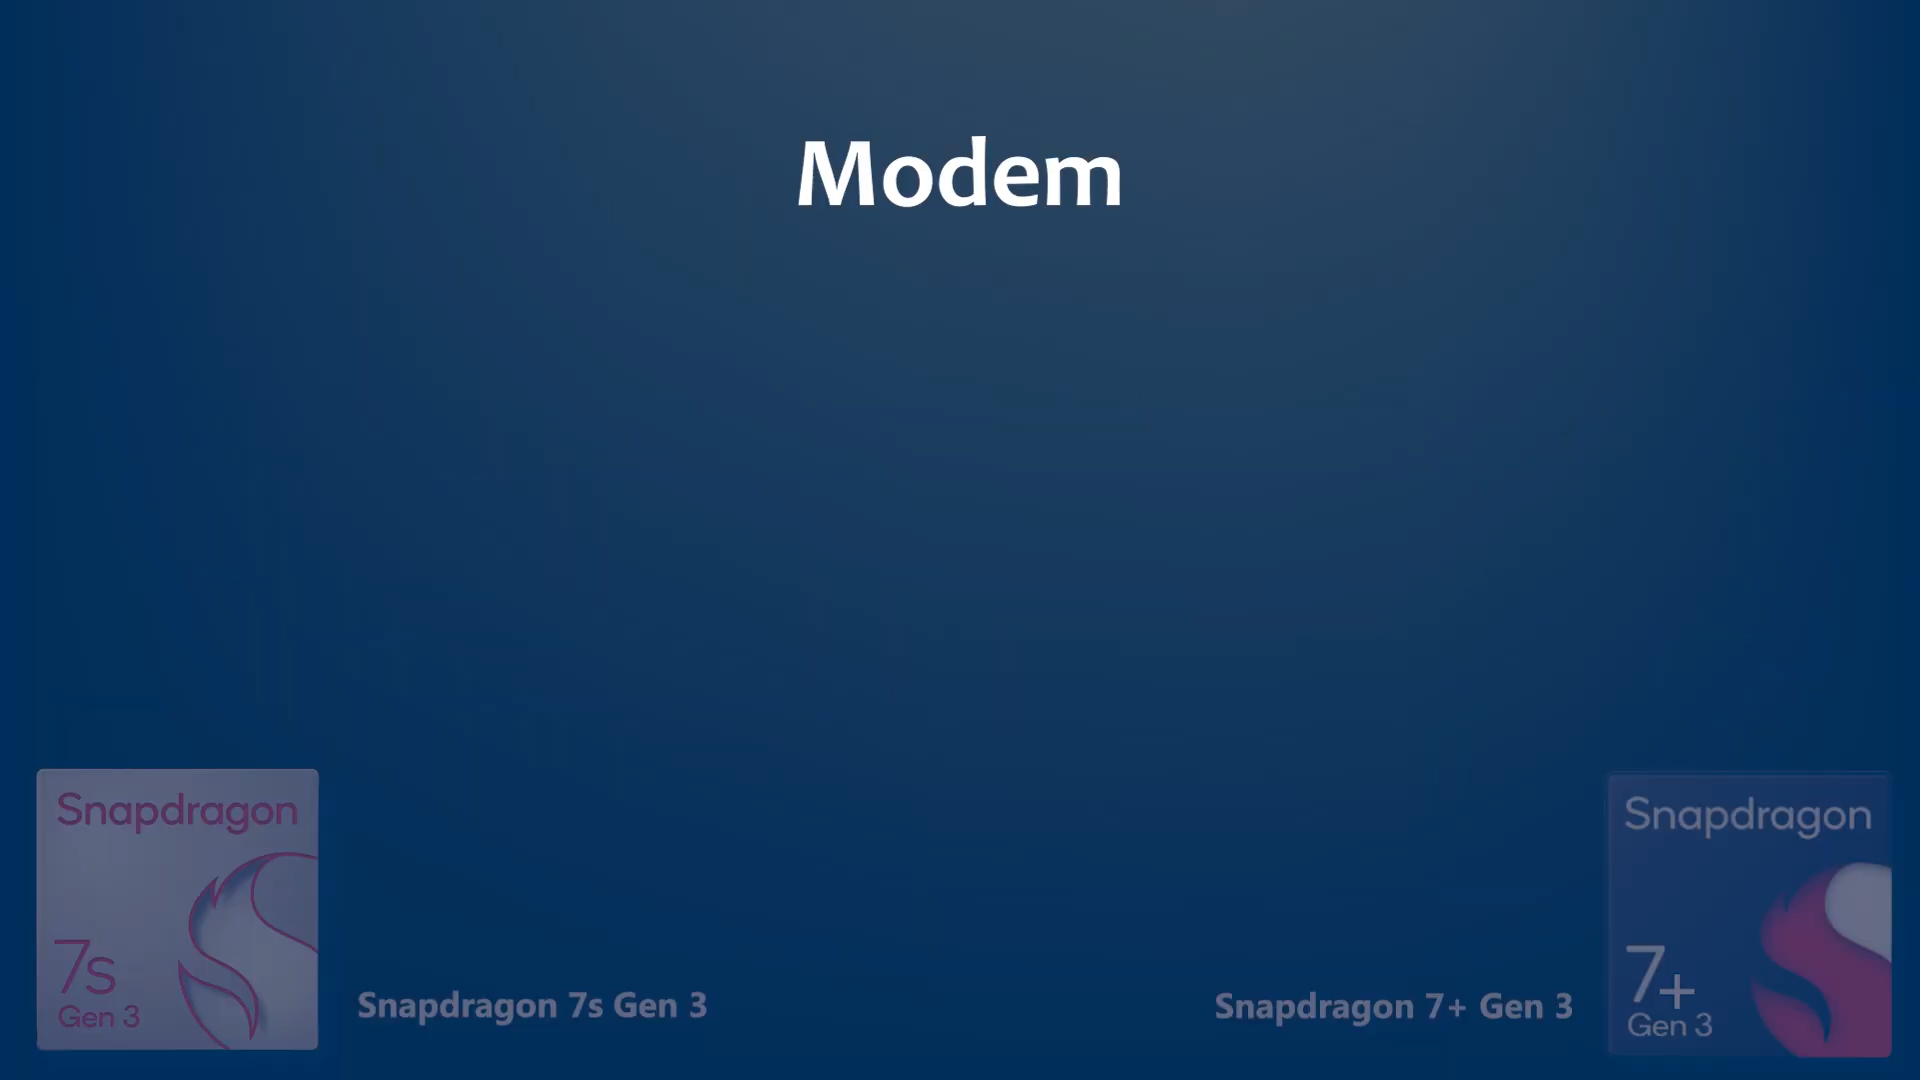 Modem
Snapdragon
7s
Gen 3
Snapdragon 7s Gen 3
Snapdragon 7+ Gen 3
Snapdragon
7+
Gen 3